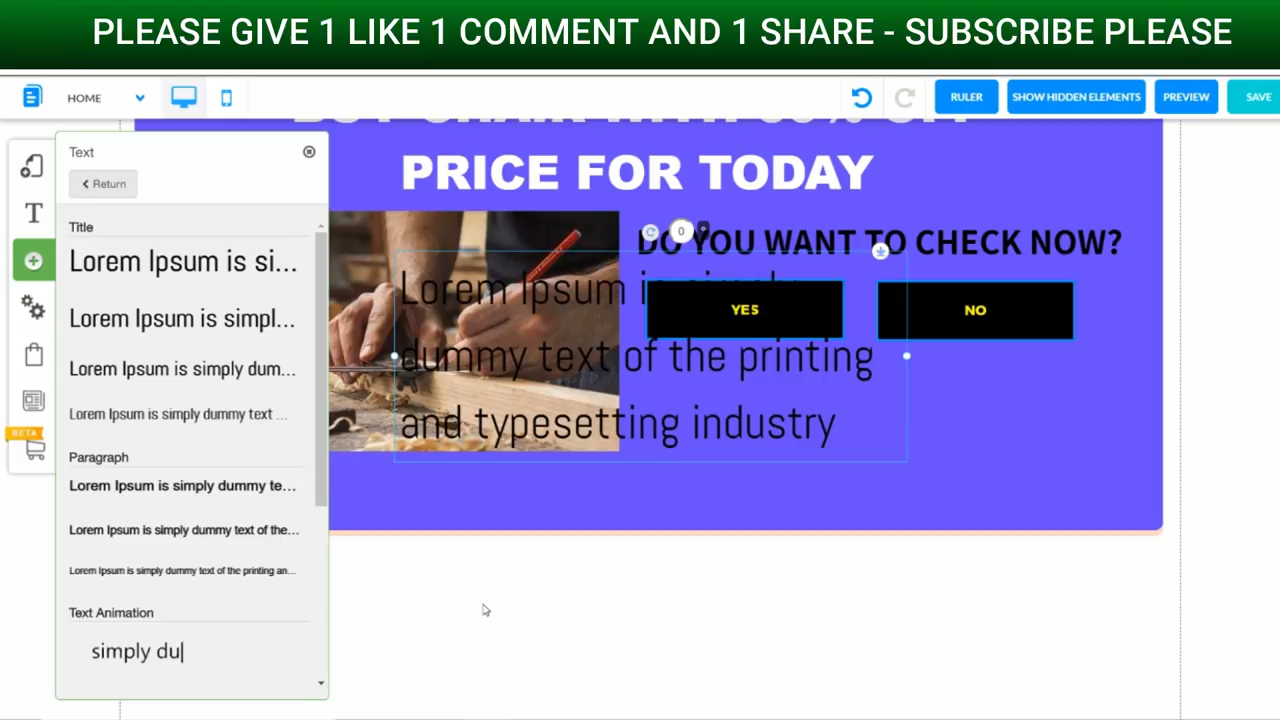 PLEASE GIVE 1 LIKE 1 COMMENT AND 1 SHARE - SUBSCRIBE PLEASE
HOME
RULER
SHOW HIDDEN ELEMENTS
PREVIEW
SAVE
PRICE FOR TODAY
Text
Return
Title
Lorem Ipsum is si...
Lorem Ipsum is simpl...
Lorem Ipsum is simply dum...
Lorem Ipsum is simply dummy text ...
Paragraph
Lorem Ipsum is simply dummy te...
Lorem Ipsum is simply dummy text of the...
Lorem Ipsum is simply dummy text of the printing an...
Text Animation
simply du
BETA
0
DO YOU WANT TO CHECK NOW?
YES
NO
Lorem Ipsum is simply
dummy text of the printing
and typesetting industry